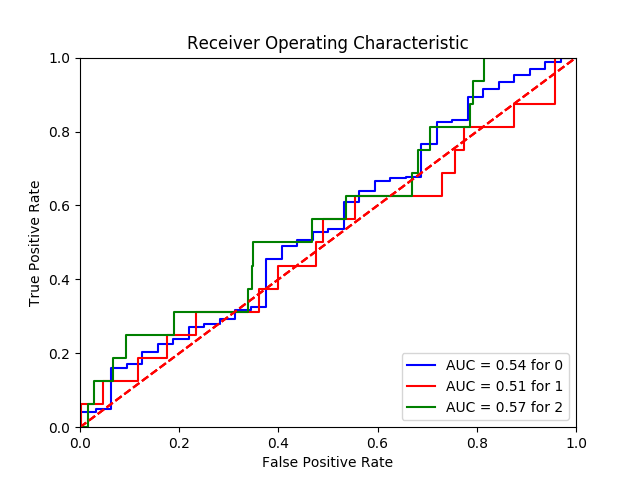 Receiver Operating Characteristic
True Positive Rate
1.0
0.8
0.6
0.4
0.2
0.0
AUC = 0.54 for 0
AUC = 0.51 for 1
AUC = 0.57 for 2
0.0 0.2 0.4 0.6 0.8 1.0
False Positive Rate